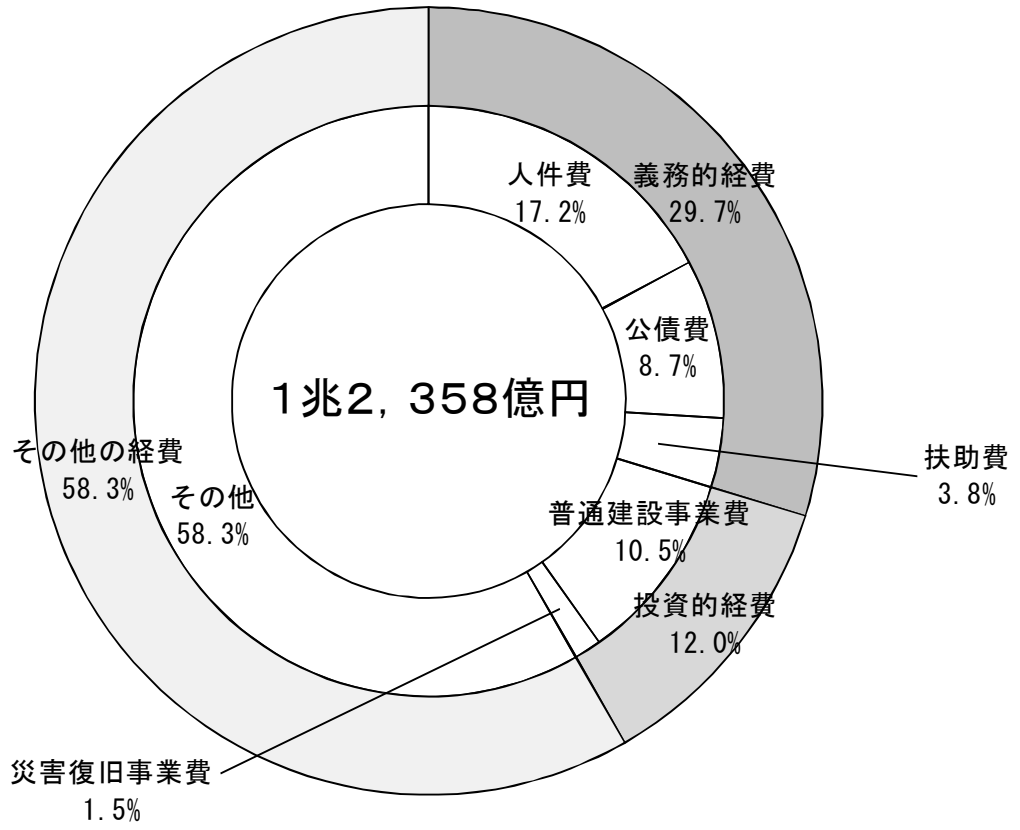 人件費
17.2%
義務的経費
29.7%
公債費
8.7%
1兆2,358億円
扶助費
3.8%
その他の経費
58.3%
その他
58.3%
普通建設事業費
10.5%
投資的経費
12.0%
災害復旧事業費
1.5%